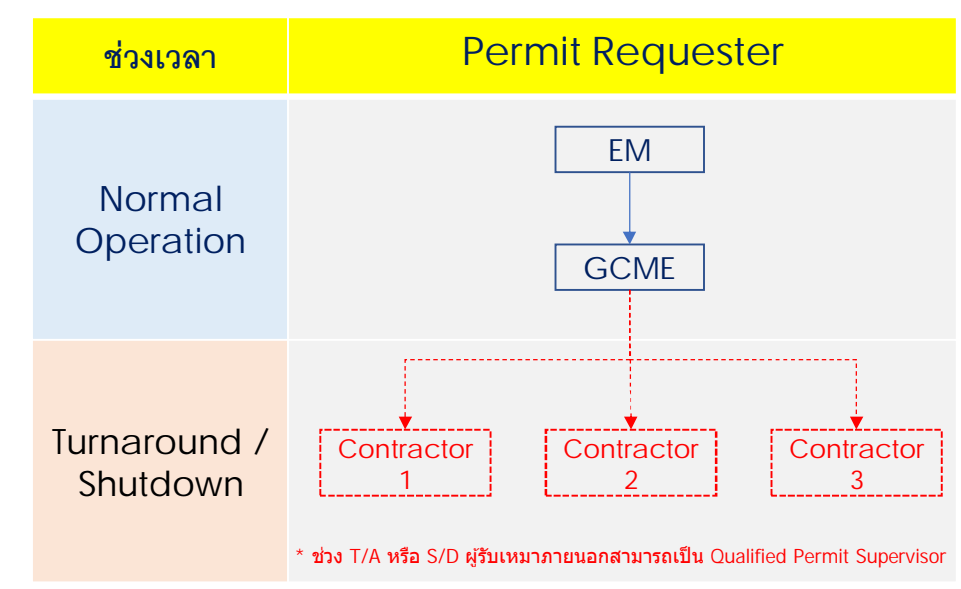 ช่วงเวลา
Permit Requester
Normal
Operation
EM
GCME
Turnaround /
Shutdown
Contractor
1
Contractor
2
Contractor
3
* ช่วง T/A หรือ S/D ผู้รับเหมาภายนอกสามารถเป็น Qualified Permit Supervisor